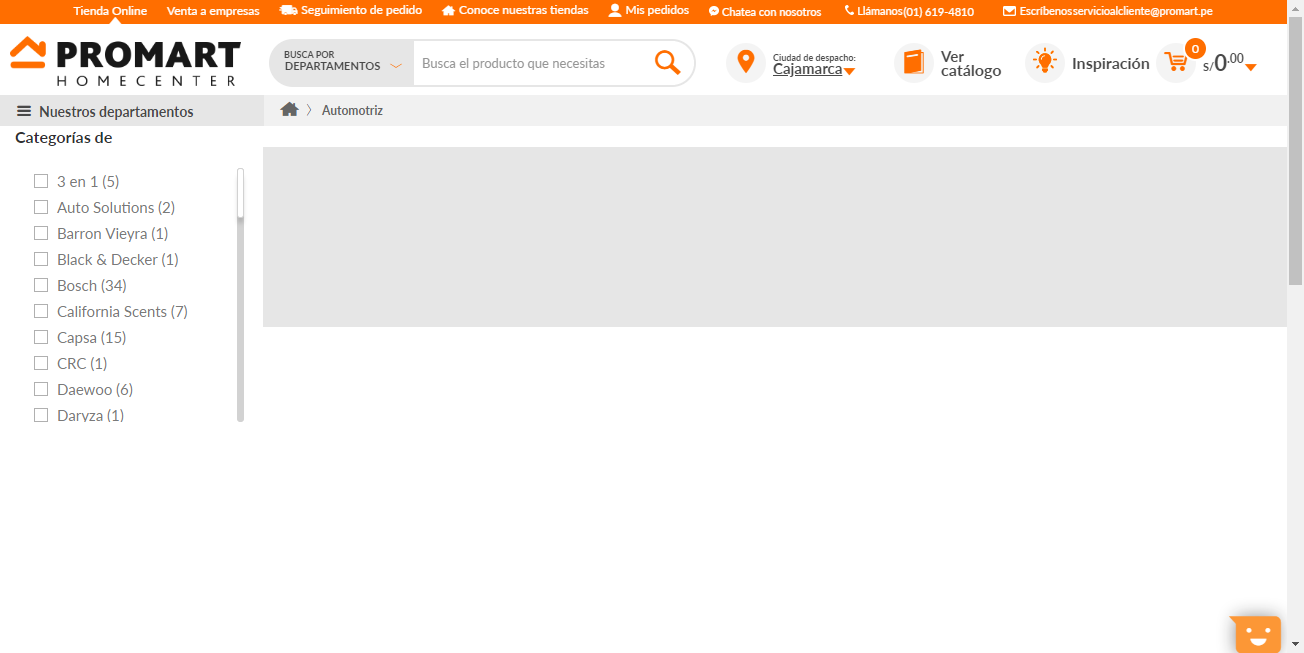 Tienda Online Venta a empresas Seguimiento de pedido Conoce nuestras tiendas Mis pedidos Chatea con nosotros Llámanos(01) 619-4810 Escríbenosservicioalcliente@promart.pe
PROMART
HOMECENTER
BUSCA POR
DEPARTAMENTOS
Busca el producto que necesitas
Ciudad de despacho:
Cajamarca
Ver
catálogo
Inspiración
0
S/0.00
Nuestros departamentos
Automotriz
Categorías de
3 en 1 (5)
Auto Solutions (2)
Barron Vieyra (1)
Black & Decker (1)
Bosch (34)
California Scents (7)
Capsa (15)
CRC (1)
Daewoo (6)
Daryza (1)